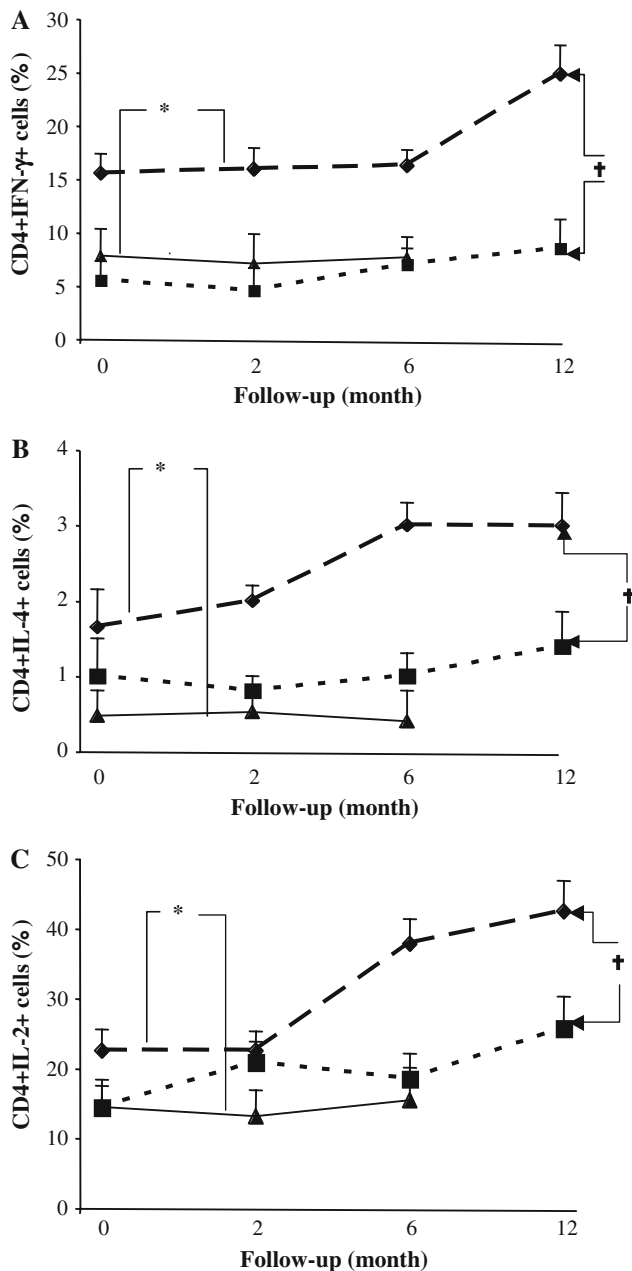 A
CD4+IFN-γ+ cells (%)
30
25
20
15
10
5
0
*
†
0 2 6 12
Follow-up (month)
B
CD4+IL-4+ cells (%)
4
3
2
1
0
*
†
0 2 6 12
Follow-up (month)
C
CD4+IL-2+ cells (%)
50
40
30
20
10
0
*
†
0 2 6 12
Follow-up (month)